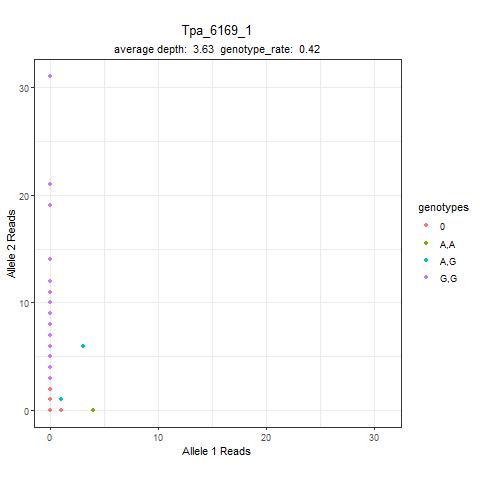 Tpa_6169_1
average depth:  3.63  genotype_rate:  0.42
30
20
10
0
Allele 2 Reads
0 10 20 30
Allele 1 Reads
genotypes
0
A,A
A,G
G,G